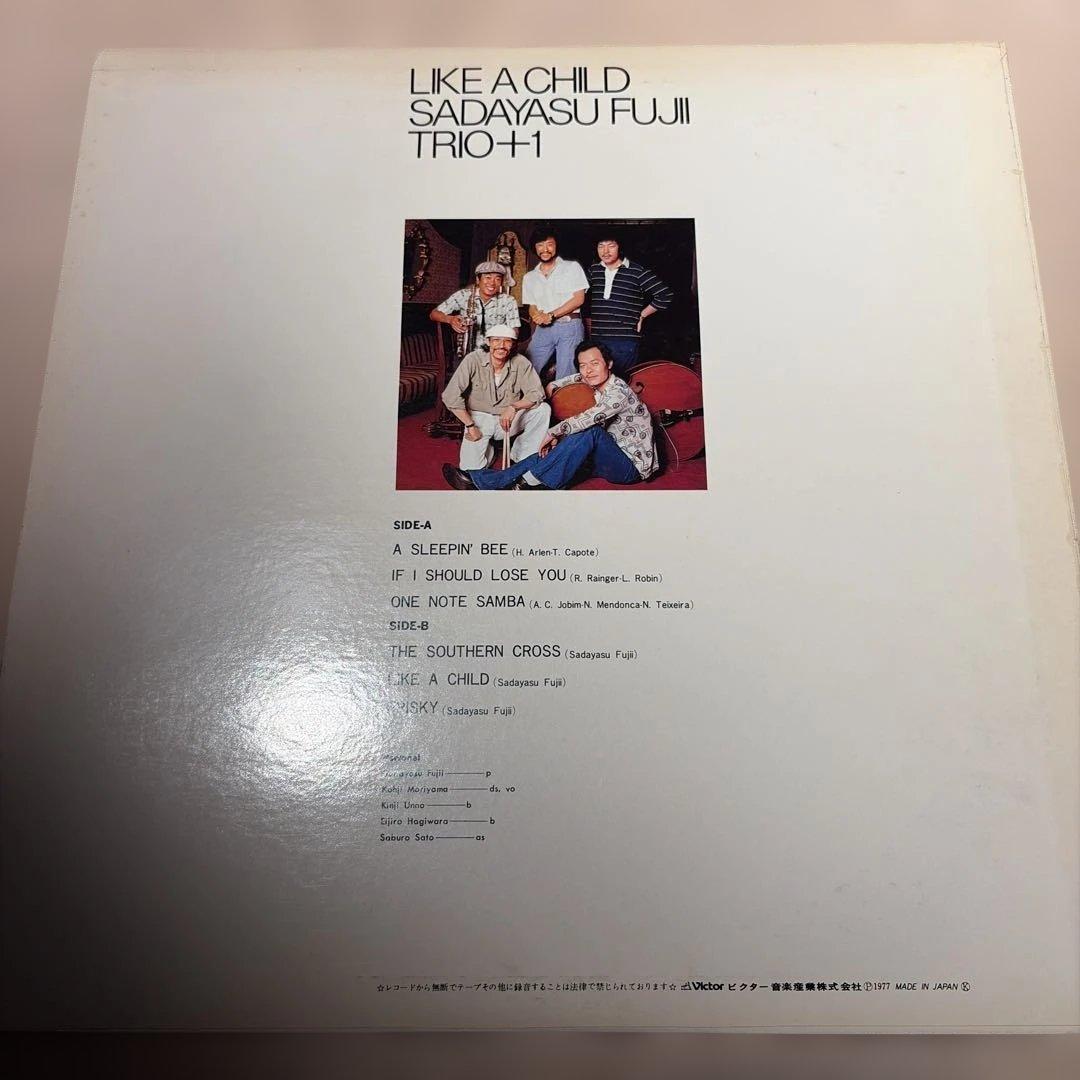 LIKE A CHILD
SADAYASU FUJII
TRIO+1
SIDE-A
A SLEEPIN' BEE (H. Arlen-T. Capote)
IF I SHOULD LOSE YOU (R. Rainger-L. Robin)
ONE NOTE SAMBA (A. C. Jobim-N. Mendonca-N. Teixeira)
SIDE-B
THE SOUTHERN CROSS (Sadayasu Fujii)
LIKE A CHILD (Sadayasu Fujii)
(Sadayasu Fujii)
Personal
Sadayasu Fujii p
Kohji Moriyama ds, vo
Kinji Unno b
Eijiro Hagiwara b
Saburo Sato as
☆レコードから無断でテープその他に録音することは法律で禁じられております☆ Victor ビクター音楽産業株式会社 Ⓟ1977 MADE IN JAPAN Ⓚ